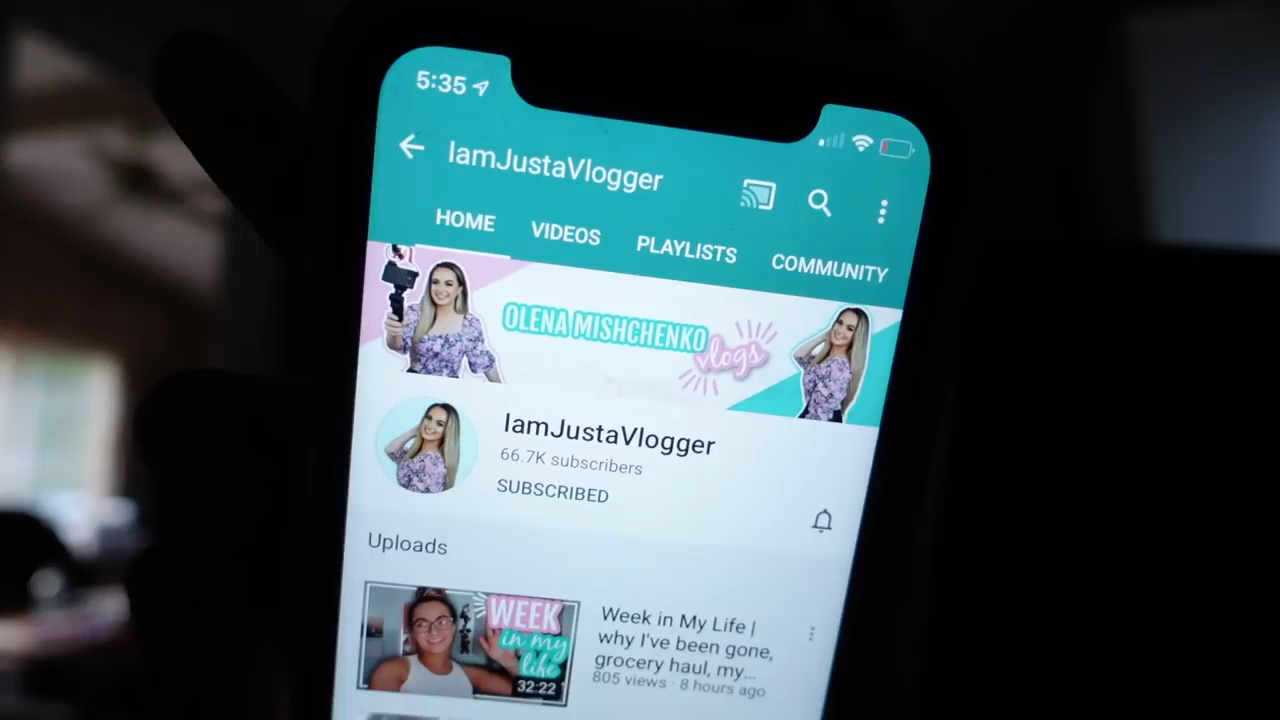 5:35
IamJustaVlogger
HOME VIDEOS PLAYLISTS COMMUNITY
OLENA MISHCHENKO
vlogs
IamJustaVlogger
66.7K subscribers
SUBSCRIBED
Uploads
WEEK
in my
life
32:22
Week in My Life |
why I've been gone,
grocery haul, my...
805 views · 8 hours ago